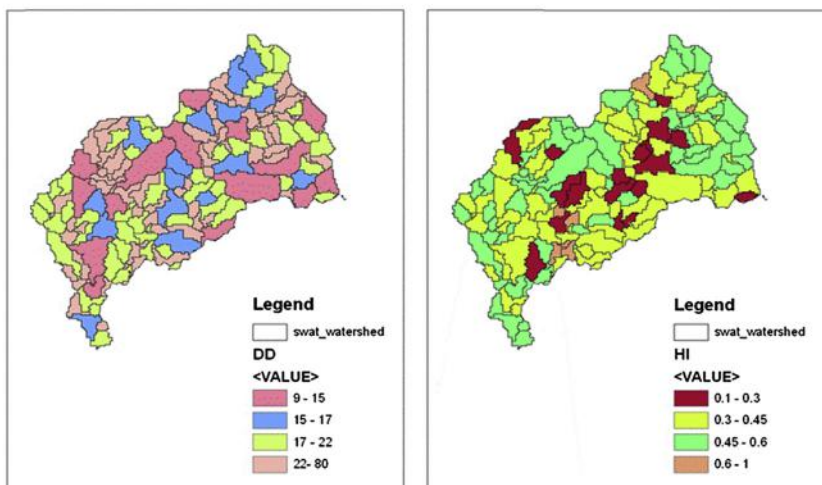 Legend
swat_watershed
DD
<VALUE>
9 - 15
15 - 17
17 - 22
22- 80
Legend
swat_watershed
HI
<VALUE>
0.1 - 0.3
0.3 - 0.45
0.45 - 0.6
0.6 - 1